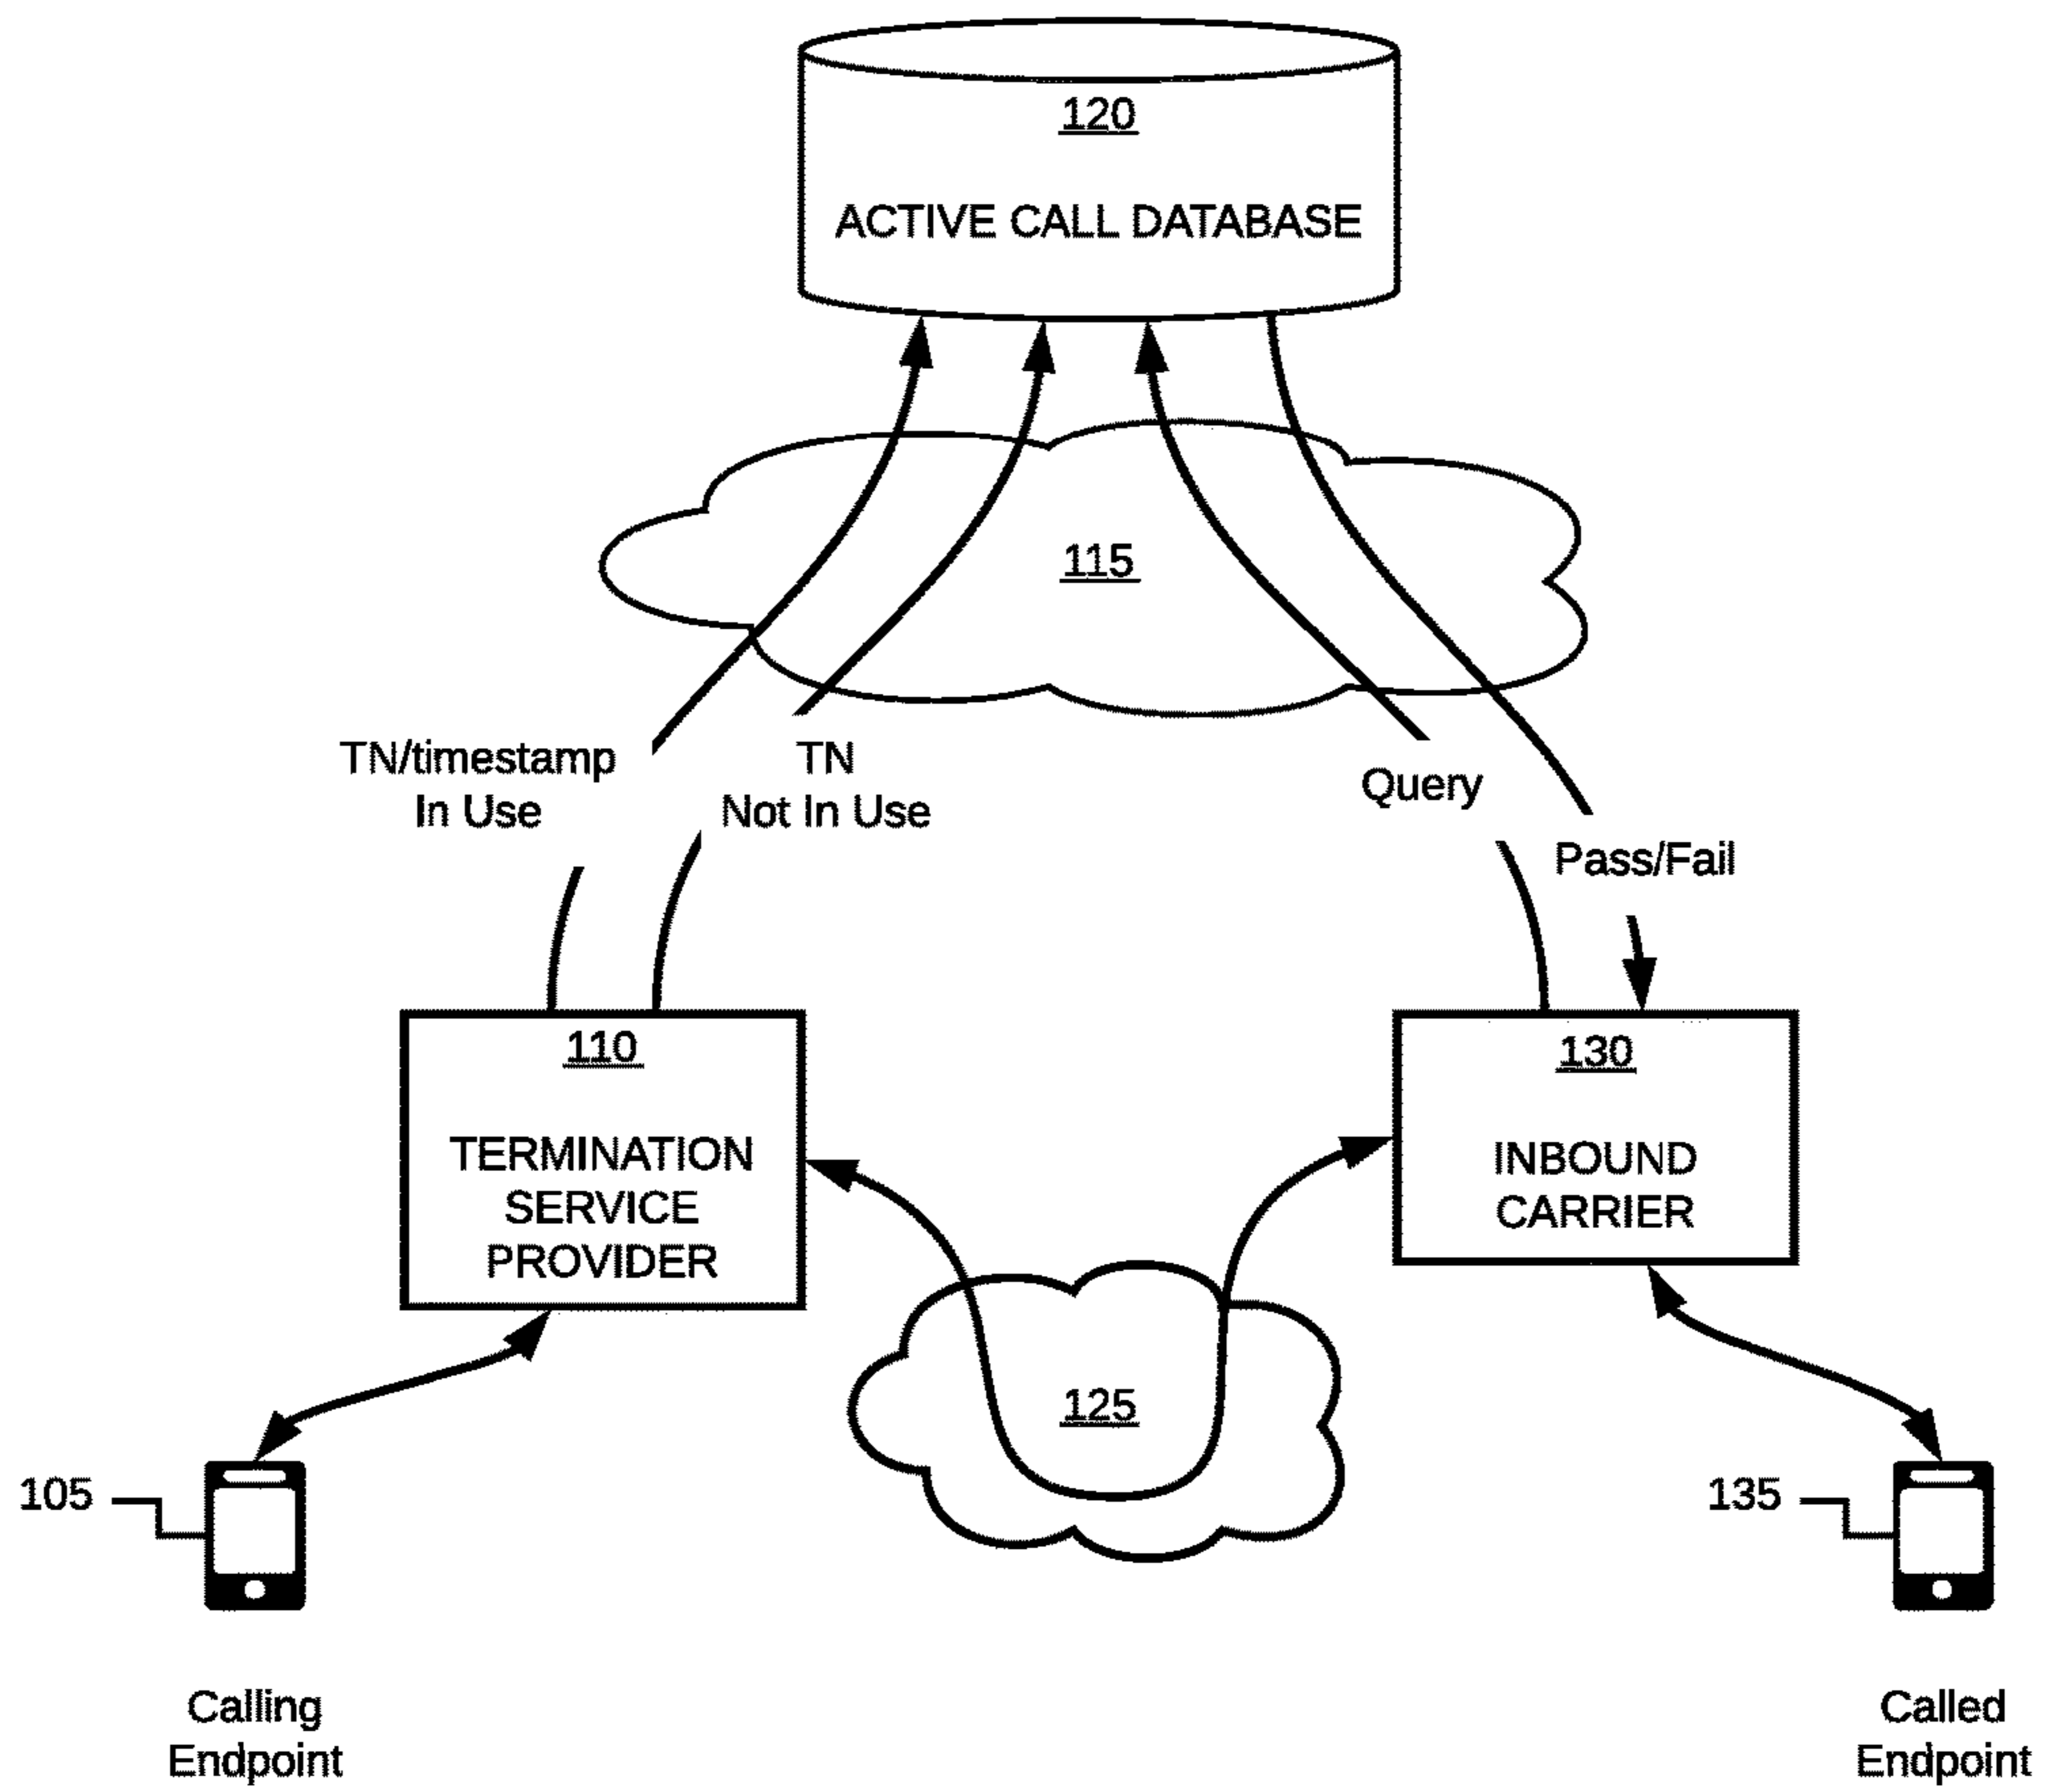 120
ACTIVE CALL DATABASE
115
TN/timestamp
In Use
TN
Not In Use
Query
Pass/Fail
110
TERMINATION
SERVICE
PROVIDER
130
INBOUND
CARRIER
125
105
135
Calling
Endpoint
Called
Endpoint